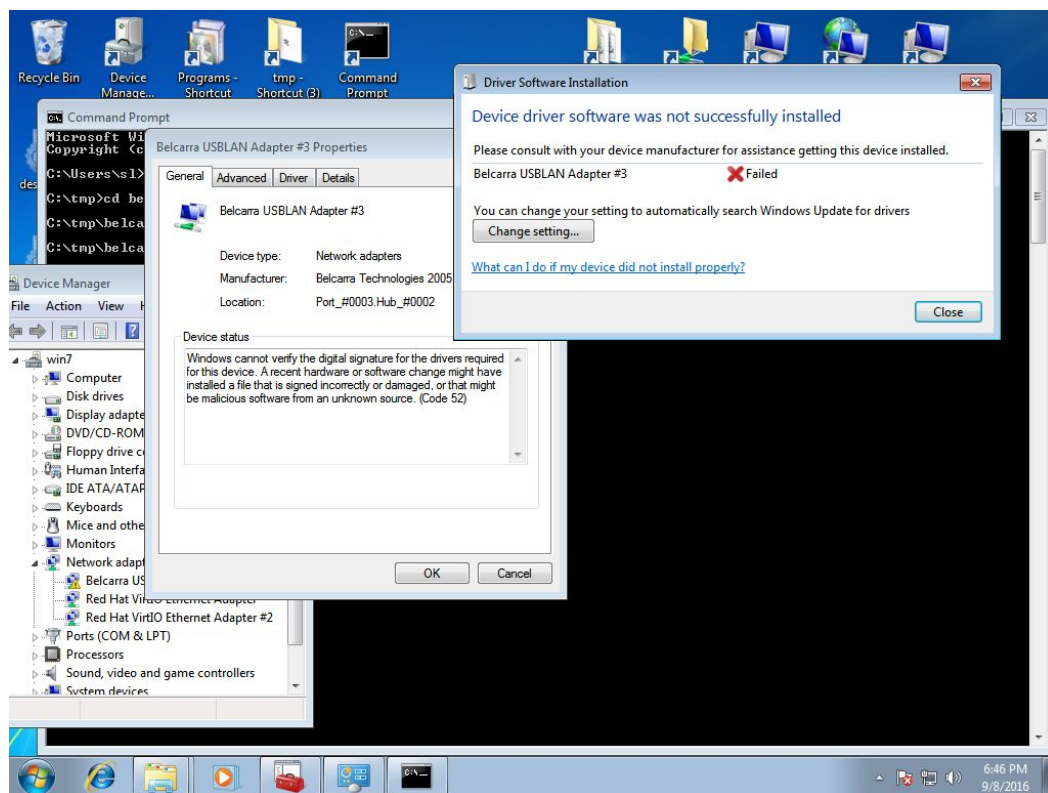 Recycle Bin
Device
Manage...
Programs -
Shortcut
tmp -
Shortcut (3)
Command
Prompt
C:\_
Command Prompt
Microsoft Wi
Copyright (c
C:\Users\sl>
C:\tmp>cd be
C:\tmp\belca
C:\tmp\belca
des
Belcarra USBLAN Adapter #3 Properties
General Advanced Driver Details
Belcarra USBLAN Adapter #3
Device type: Network adapters
Manufacturer: Belcarra Technologies 2005
Location: Port_#0003.Hub_#0002
Device status
Windows cannot verify the digital signature for the drivers required
for this device. A recent hardware or software change might have
installed a file that is signed incorrectly or damaged, or that might
be malicious software from an unknown source. (Code 52)
OK Cancel
Driver Software Installation
Device driver software was not successfully installed
Please consult with your device manufacturer for assistance getting this device installed.
Belcarra USBLAN Adapter #3 Failed
You can change your setting to automatically search Windows Update for drivers
Change setting...
What can I do if my device did not install properly?
Close
Device Manager
File Action View H
win7
Computer
Disk drives
Display adapte
DVD/CD-ROM
Floppy drive co
Human Interfa
IDE ATA/ATAP
Keyboards
Mice and othe
Monitors
Network adapt
Belcarra US
Red Hat VirtIO Ethernet Adapter
Red Hat VirtIO Ethernet Adapter #2
Ports (COM & LPT)
Processors
Sound, video and game controllers
System devices
6:46 PM
9/8/2016